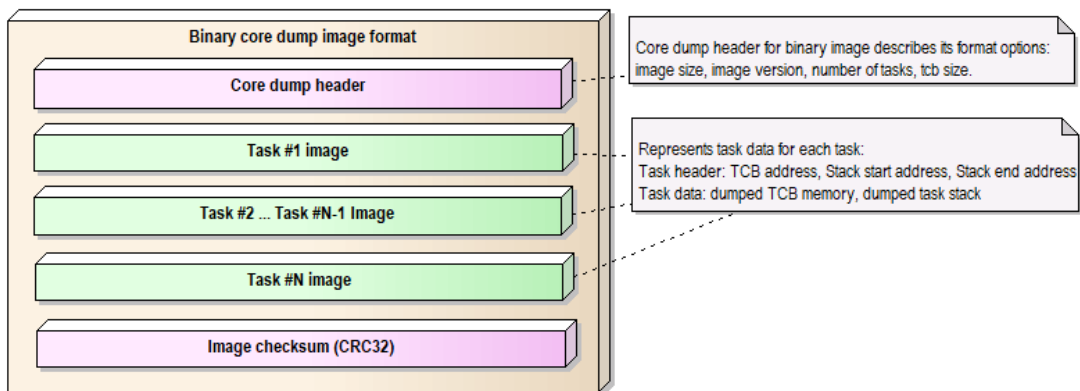 Binary core dump image format
Core dump header
Task #1 image
Task #2 ... Task #N-1 Image
Task #N image
Image checksum (CRC32)
Core dump header for binary image describes its format options:
image size, image version, number of tasks, tcb size.
Represents task data for each task:
Task header: TCB address, Stack start address, Stack end address
Task data: dumped TCB memory, dumped task stack